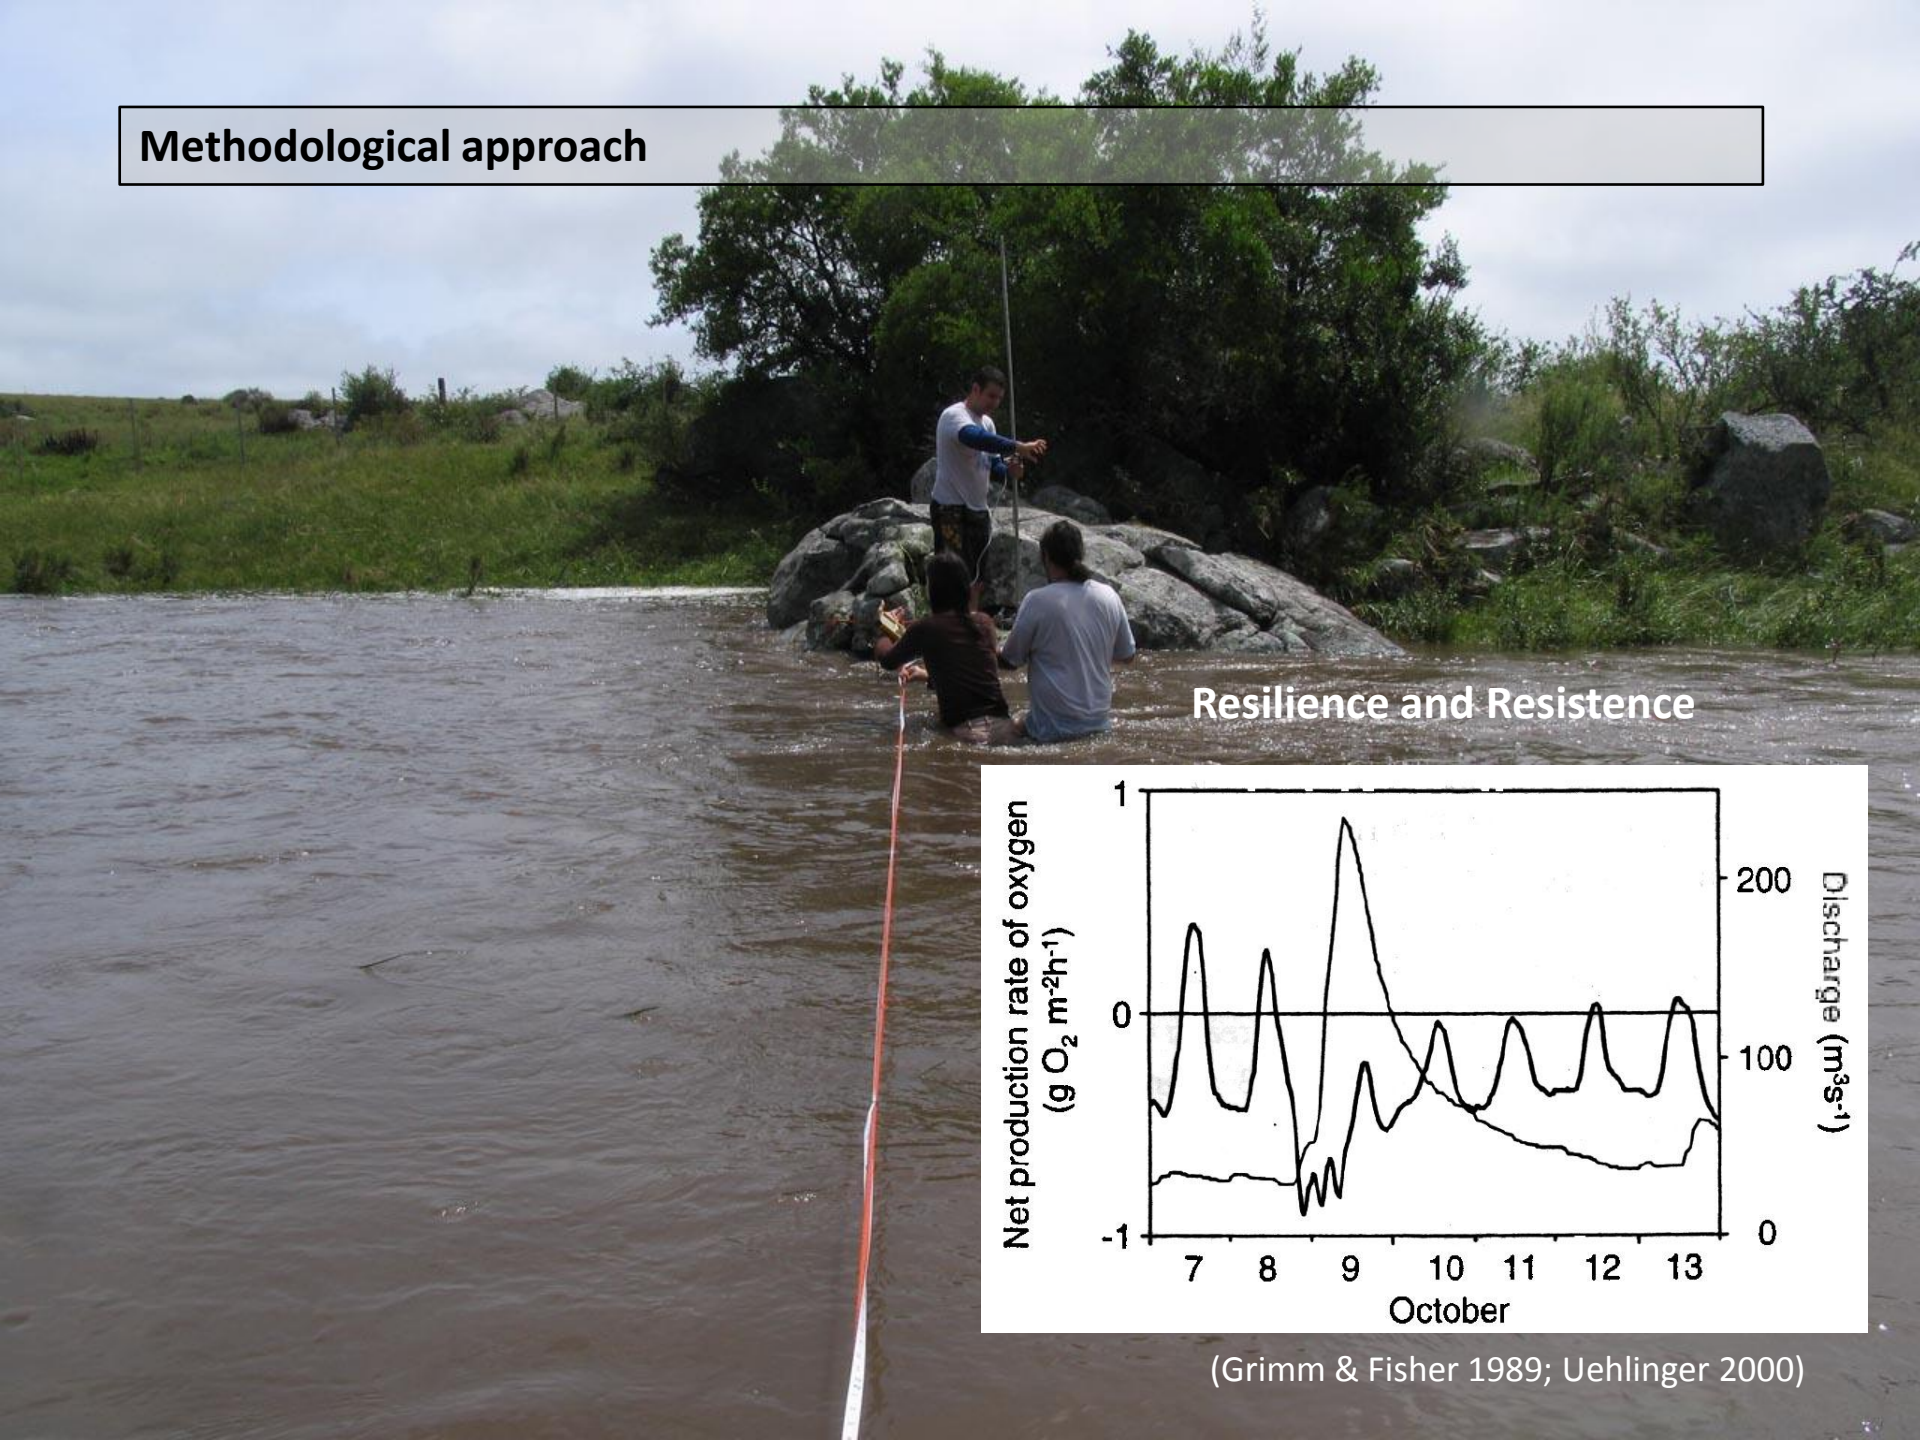 Methodological approach
Resilience and Resistence
Net production rate of oxygen
(g O₂ m⁻²h⁻¹)
1
0
-1
200
100
0
Discharge (m³s⁻¹)
7 8 9 10 11 12 13
October
(Grimm & Fisher 1989; Uehlinger 2000)